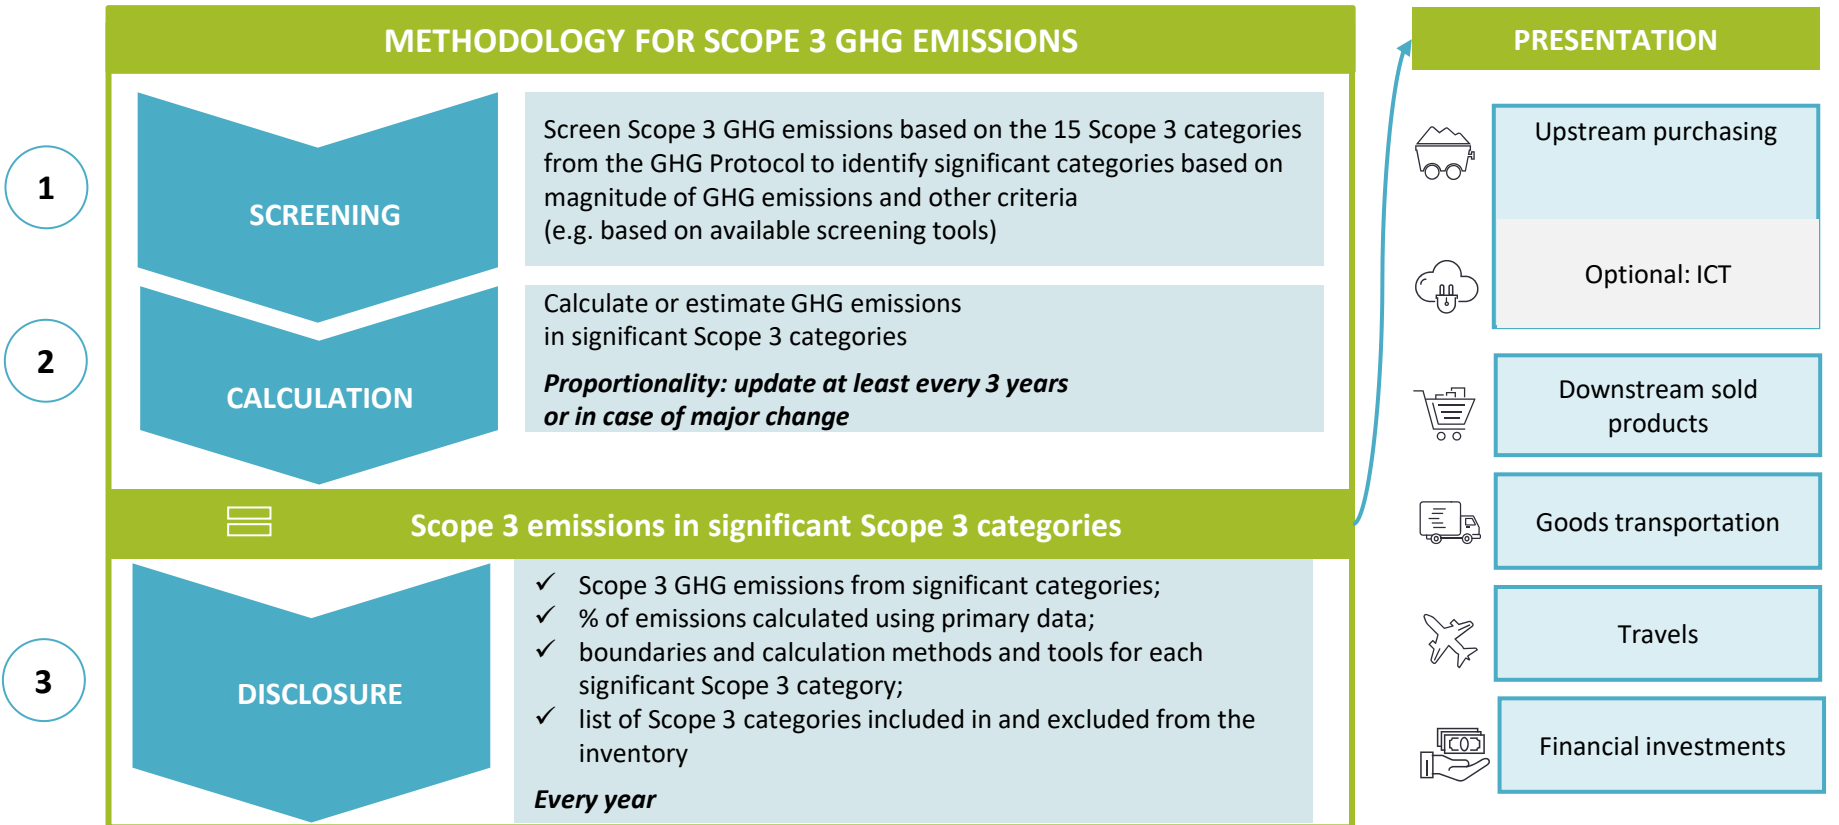 METHODOLOGY FOR SCOPE 3 GHG EMISSIONS
1
SCREENING
Screen Scope 3 GHG emissions based on the 15 Scope 3 categories
from the GHG Protocol to identify significant categories based on
magnitude of GHG emissions and other criteria
(e.g. based on available screening tools)
2
CALCULATION
Calculate or estimate GHG emissions
in significant Scope 3 categories
Proportionality: update at least every 3 years
or in case of major change
Scope 3 emissions in significant Scope 3 categories
3
DISCLOSURE
✓ Scope 3 GHG emissions from significant categories;
✓ % of emissions calculated using primary data;
✓ boundaries and calculation methods and tools for each
significant Scope 3 category;
✓ list of Scope 3 categories included in and excluded from the
inventory
Every year
PRESENTATION
Upstream purchasing
Optional: ICT
Downstream sold
products
Goods transportation
Travels
Financial investments